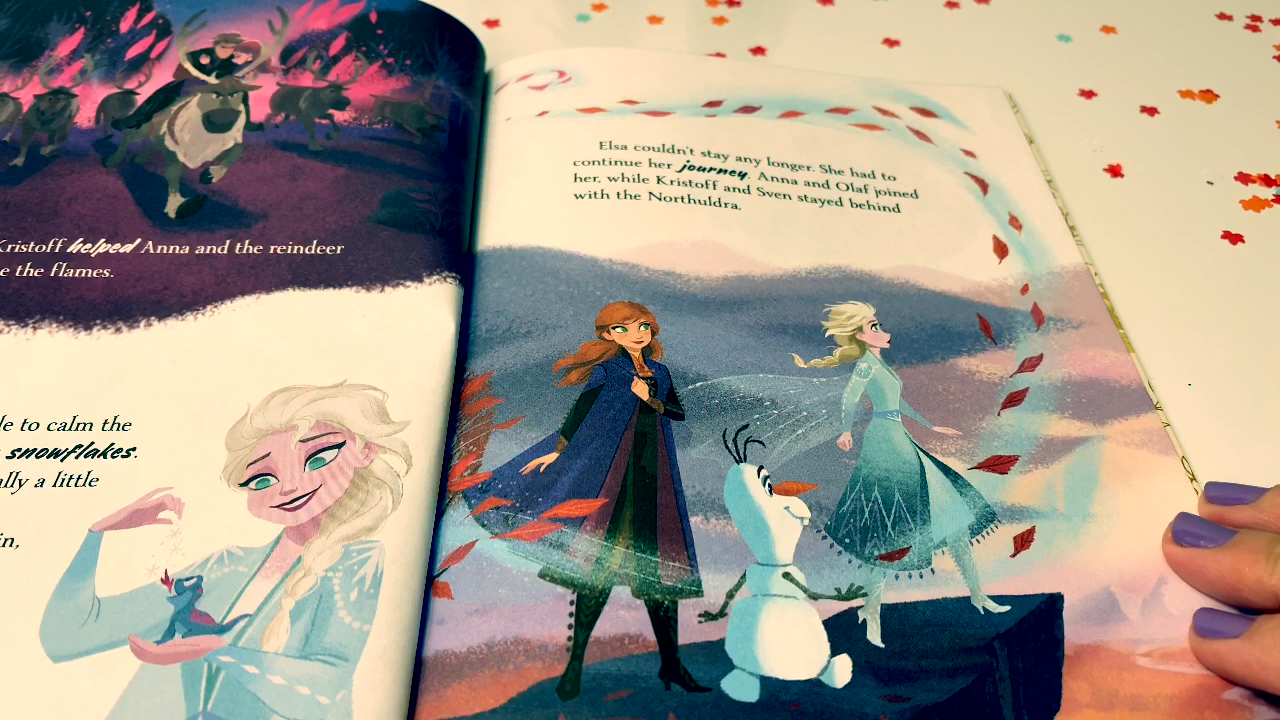 Kristoff helped Anna and the reindeer
the flames.
to calm the
snowflakes.
a little
Elsa couldn't stay any longer. She had to
continue her journey. Anna and Olaf joined
her, while Kristoff and Sven stayed behind
with the Northuldra.